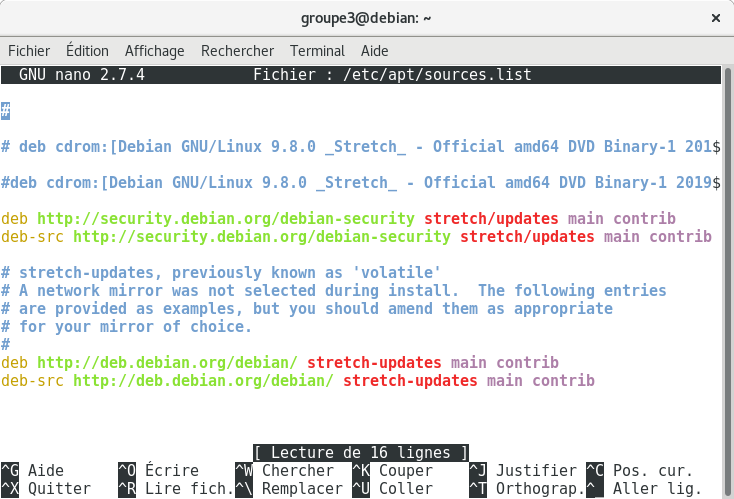 groupe3@debian: ~
Fichier Édition Affichage Rechercher Terminal Aide
GNU nano 2.7.4 Fichier : /etc/apt/sources.list
#
# deb cdrom:[Debian GNU/Linux 9.8.0 _Stretch_ - Official amd64 DVD Binary-1 201$
#deb cdrom:[Debian GNU/Linux 9.8.0 _Stretch_ - Official amd64 DVD Binary-1 2019$
deb http://security.debian.org/debian-security stretch/updates main contrib
deb-src http://security.debian.org/debian-security stretch/updates main contrib
# stretch-updates, previously known as 'volatile'
# A network mirror was not selected during install.  The following entries
# are provided as examples, but you should amend them as appropriate
# for your mirror of choice.
#
deb http://deb.debian.org/debian/ stretch-updates main contrib
deb-src http://deb.debian.org/debian/ stretch-updates main contrib
[ Lecture de 16 lignes ]
^G Aide ^O Écrire ^W Chercher ^K Couper ^J Justifier ^C Pos. cur.
^X Quitter ^R Lire fich. ^\ Remplacer ^U Coller ^T Orthograp. ^_ Aller lig.